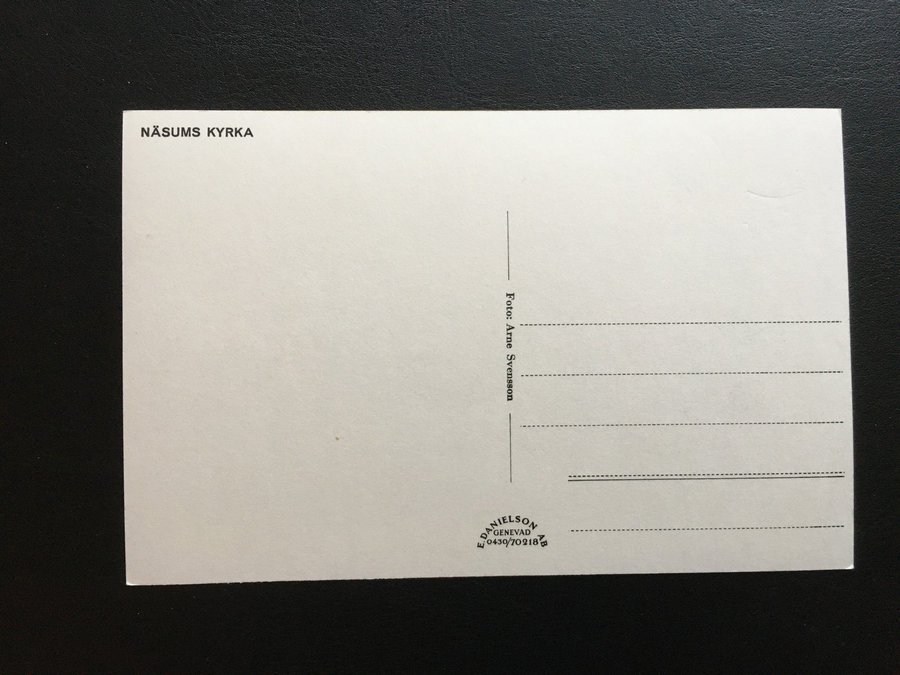 NÄSUMS KYRKA
Foto: Arne Svensson
E. DANIELSON AB
GENEVAD
0430/70218